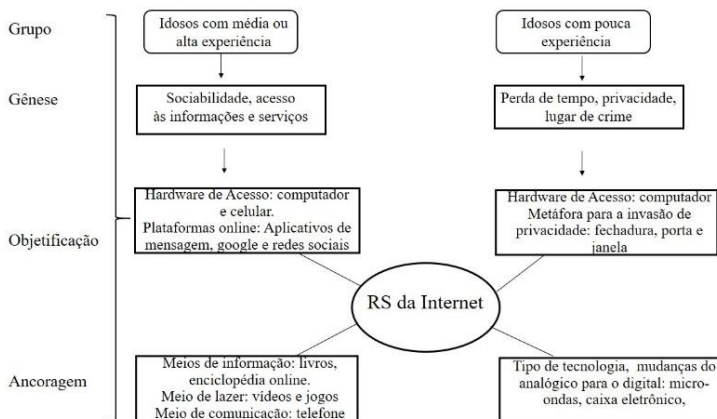 Grupo
Idosos com média ou
alta experiência
Idosos com pouca
experiência
Gênese
Sociabilidade, acesso
às informações e serviços
Perda de tempo, privacidade,
lugar de crime
Objetificação
Hardware de Acesso: computador
e celular.
Plataformas online: Aplicativos de
mensagem, google e redes sociais
Hardware de Acesso: computador
Metáfora para a invasão de
privacidade: fechadura, porta e
janela
RS da Internet
Ancoragem
Meios de informação: livros,
enciclopédia online.
Meio de lazer: vídeos e jogos
Meio de comunicação: telefone
Tipo de tecnologia, mudanças do
analógico para o digital: micro-
ondas, caixa eletrônico,